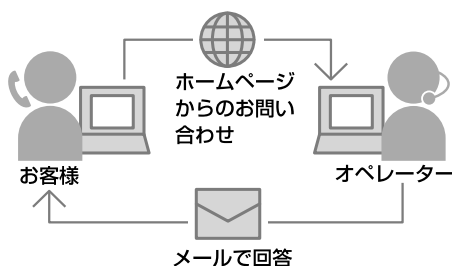 ホームページ
からのお問い
合わせ
お客様
オペレーター
メールで回答